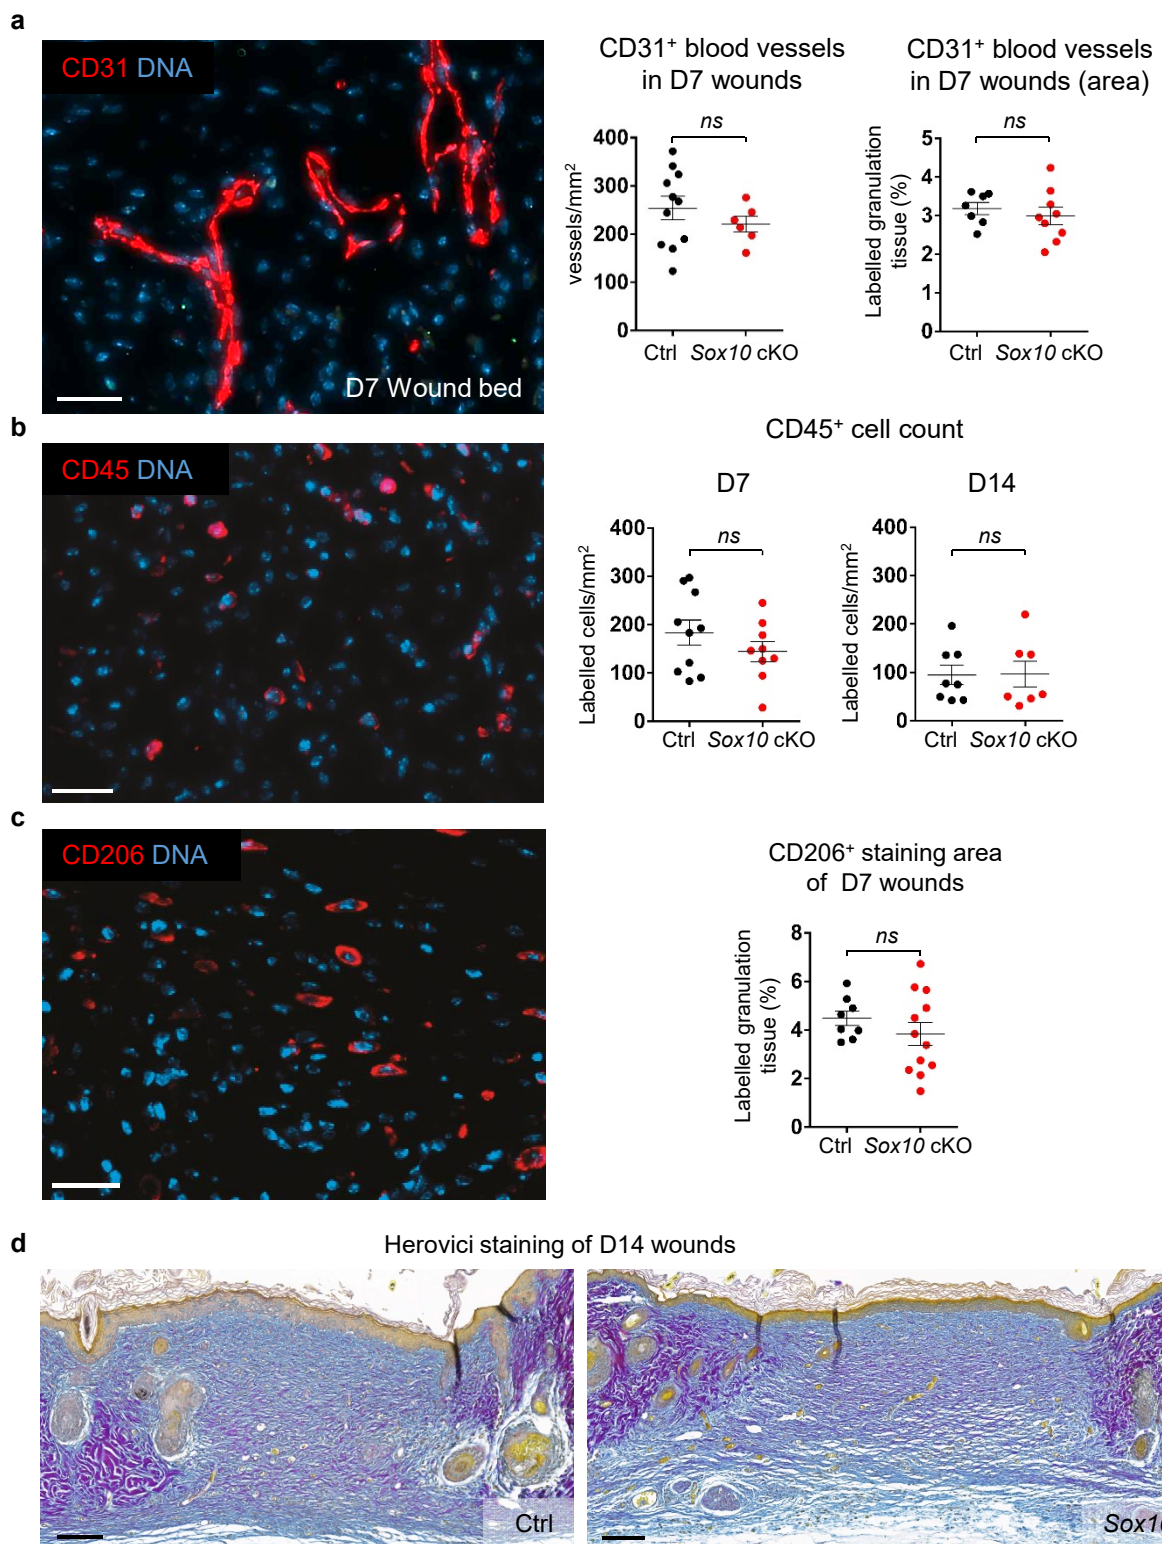 a
CD31 DNA
D7 Wound bed
CD31⁺ blood vessels
in D7 wounds
vessels/mm²
400
300
200
100
0
ns
Ctrl Sox10 cKO
CD31⁺ blood vessels
in D7 wounds (area)
Labelled granulation
tissue (%)
5
4
3
2
1
0
ns
Ctrl Sox10 cKO
b
CD45 DNA
CD45⁺ cell count
D7
Labelled cells/mm²
400
300
200
100
0
ns
Ctrl Sox10 cKO
D14
Labelled cells/mm²
400
300
200
100
0
ns
Ctrl Sox10 cKO
c
CD206 DNA
CD206⁺ staining area
of D7 wounds
Labelled granulation
tissue (%)
8
6
4
2
0
ns
Ctrl Sox10 cKO
d
Herovici staining of D14 wounds
Ctrl
Sox10